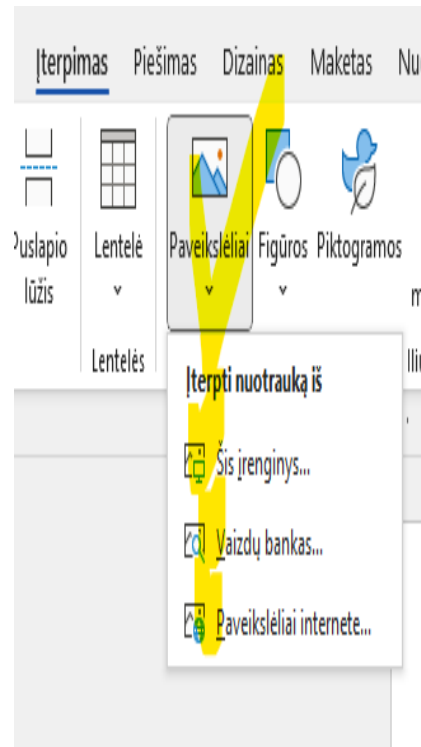 Įterpimas Piešimas Dizainas Maketas
Puslapio lūžis
Lentelė
Paveikslėliai
Figūros
Piktogramos
Lentelės
Įterpti nuotrauką iš
Šis įrenginys...
Vaizdų bankas...
Paveikslėliai internete...